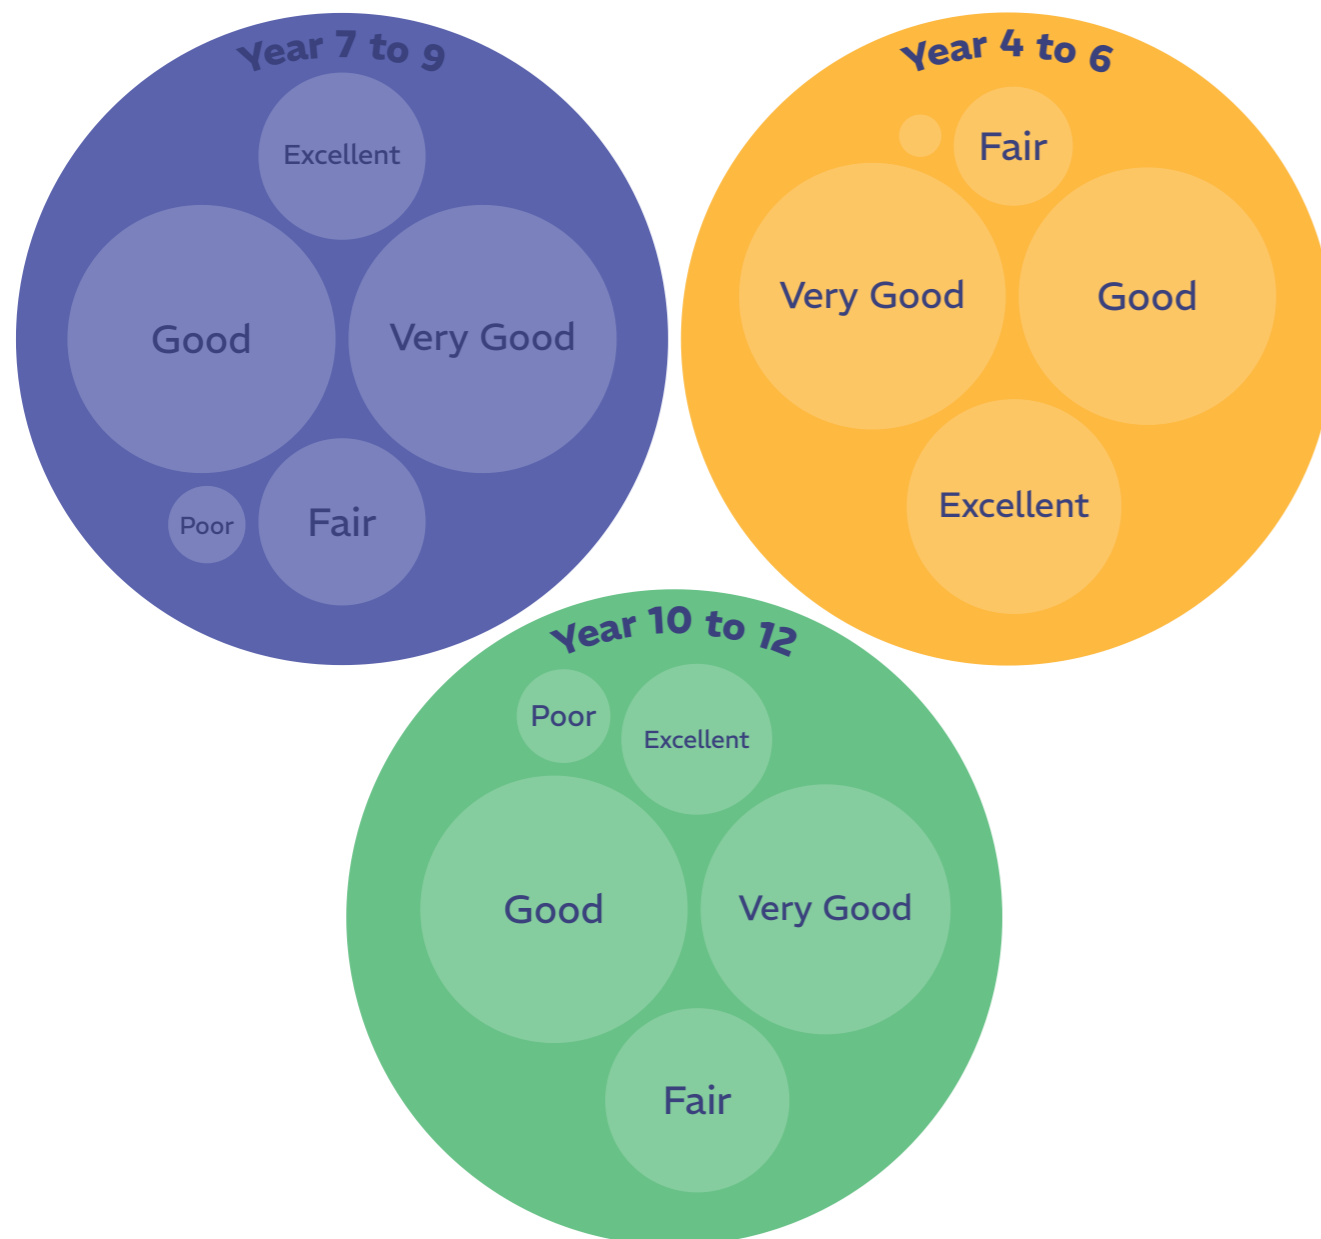 Year 7 to 9
Excellent
Good
Very Good
Poor
Fair
Year 4 to 6
Fair
Very Good
Good
Excellent
Year 10 to 12
Poor
Excellent
Good
Very Good
Fair